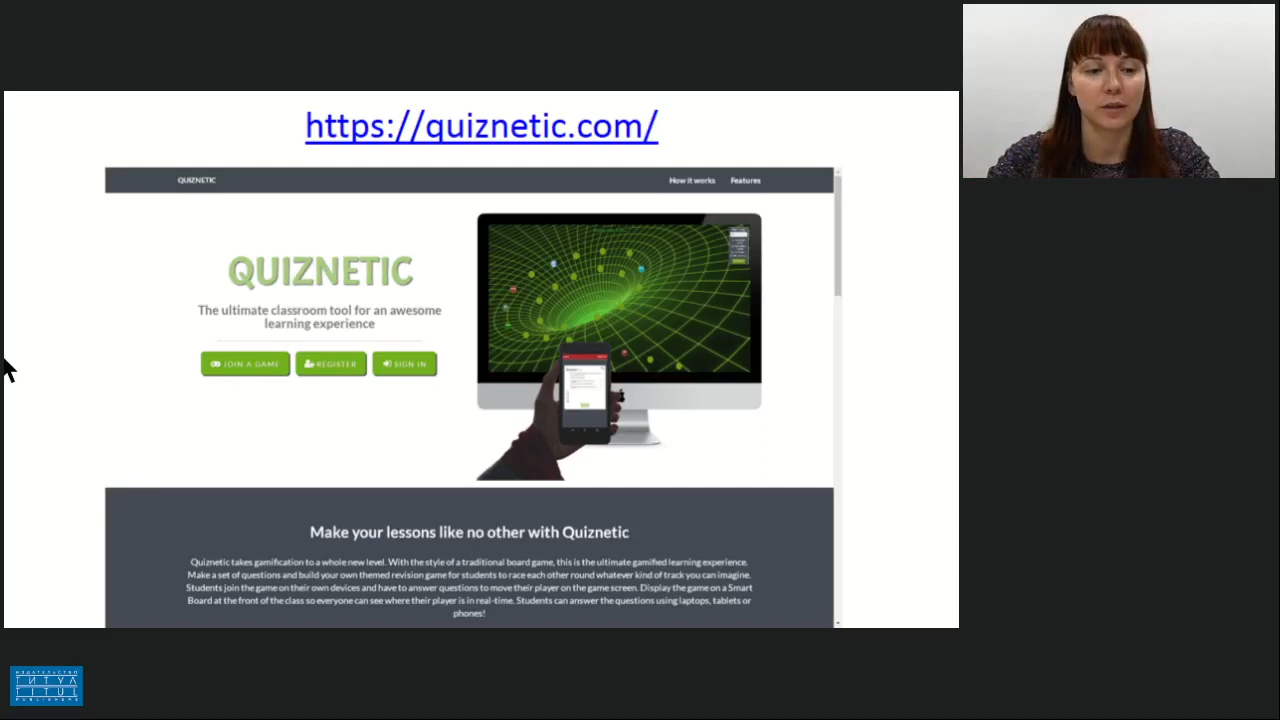 https://quiznetic.com/
QUIZNETIC
How it works
Features
QUIZNETIC
The ultimate classroom tool for an awesome
learning experience
JOIN A GAME
REGISTER
SIGN IN
Make your lessons like no other with Quiznetic
Quiznetic takes gamification to a whole new level. With the style of a traditional board game, this is the ultimate gamified learning experience.
Make a set of questions and build your own themed revision game for students to race each other round whatever kind of track you can imagine.
Students join the game on their own devices and have to answer questions to move their player on the game screen. Display the game on a Smart
Board at the front of the class so everyone can see where their player is in real-time. Students can answer the questions using laptops, tablets or
phones!
ИЗДАТЕЛЬСТВО
ТИТУЛ
TITUL
PUBLISHERS